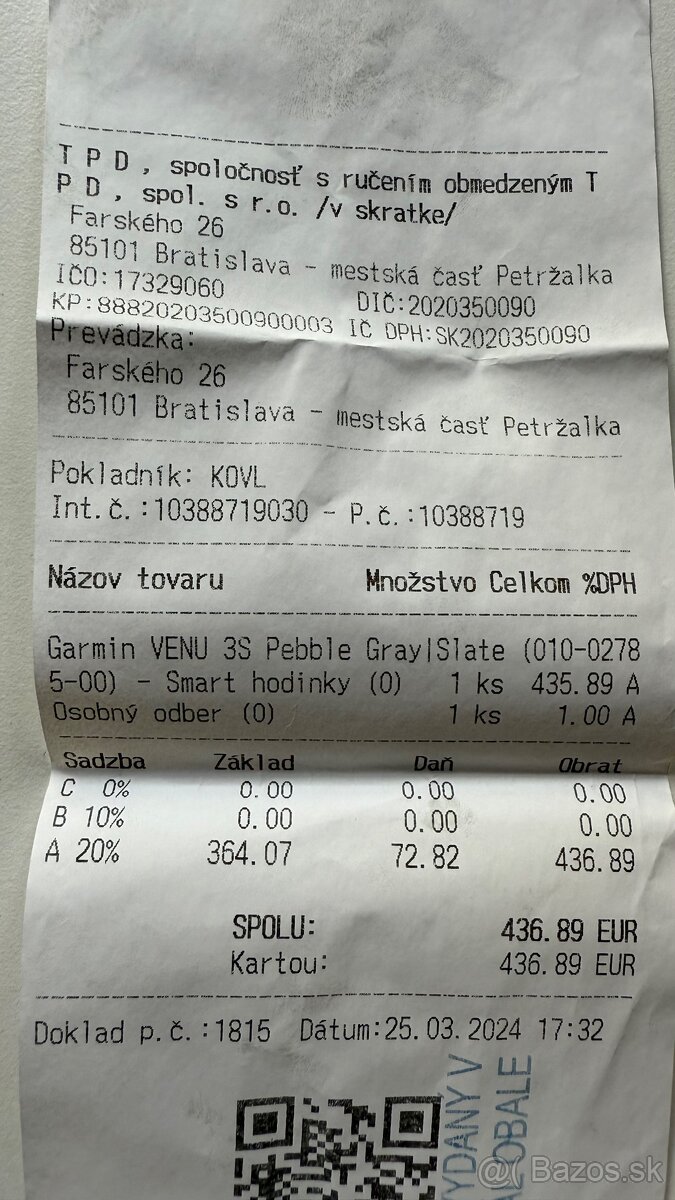 T P D , spoločnosť s ručením obmedzeným T
P D , spol. s r.o. /v skratke/
Farského 26
85101 Bratislava - mestská časť Petržalka
IČO:17329060 DIČ:2020350090
KP:88820203500900003 IČ DPH:SK2020350090
Prevádzka:
Farského 26
85101 Bratislava - mestská časť Petržalka
Pokladník: KOVL
Int.č.:10388719030 - P.č.:10388719
Názov tovaru Množstvo Celkom %DPH
Garmin VENU 3S Pebble Gray|Slate (010-0278
5-00) - Smart hodinky (0) 1 ks 435.89 A
Osobný odber (0) 1 ks 1.00 A
Sadzba Základ Daň Obrat
C 0% 0.00 0.00 0.00
B 10% 0.00 0.00 0.00
A 20% 364.07 72.82 436.89
SPOLU: 436.89 EUR
Kartou: 436.89 EUR
Doklad p.č.:1815 Dátum:25.03.2024 17:32
YDANÝ V
OBALE
@ Bazos.sk